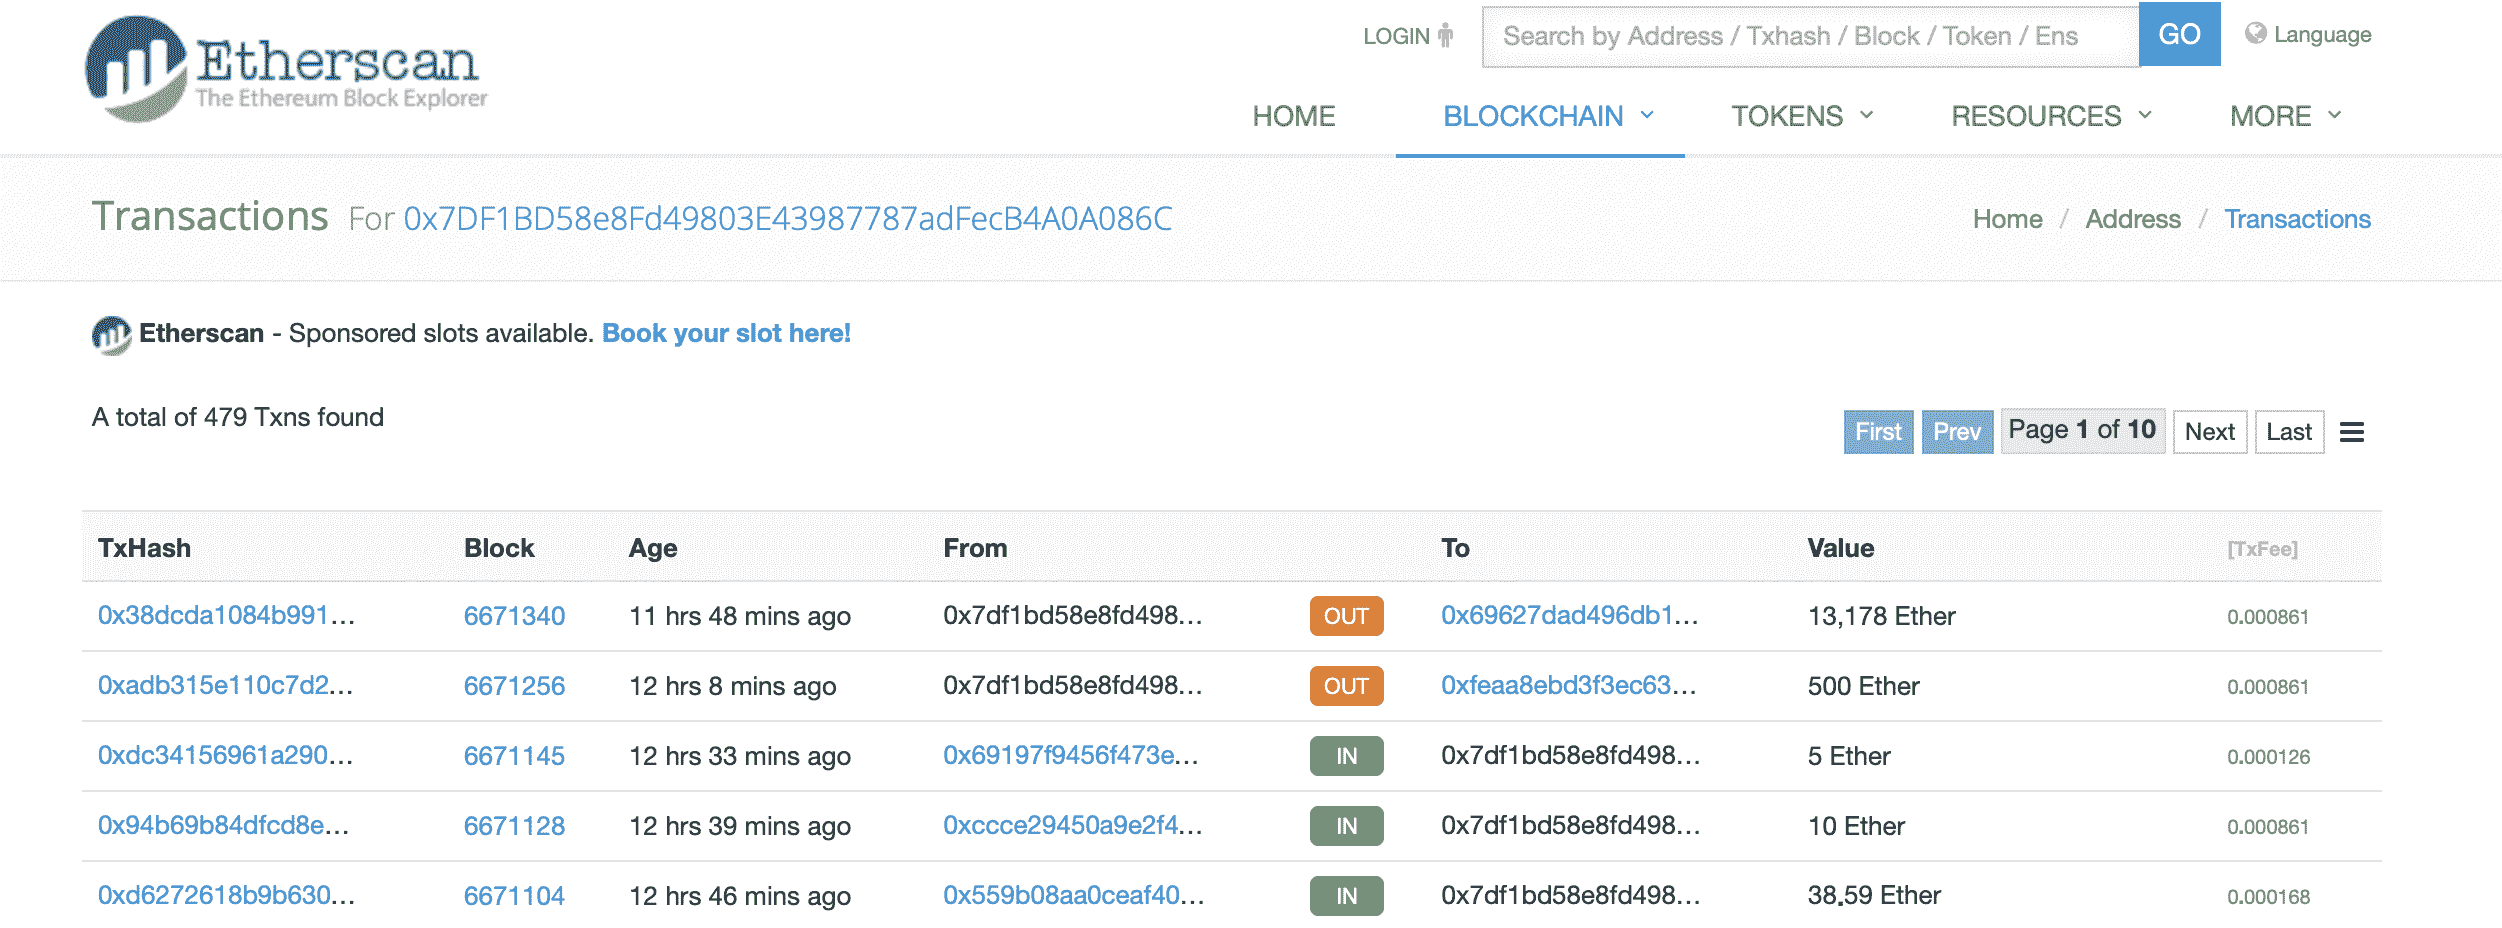 Etherscan
The Ethereum Block Explorer
LOGIN Search by Address / Txhash / Block / Token / Ens GO Language
HOME BLOCKCHAIN TOKENS RESOURCES MORE
Transactions For 0x7DF1BD58e8Fd49803E43987787adFecB4A0A086C
Home / Address / Transactions
Etherscan - Sponsored slots available. Book your slot here!
A total of 479 Txns found
First Prev Page 1 of 10 Next Last
TxHash Block Age From To Value [TxFee]
0x38dcda1084b991... 6671340 11 hrs 48 mins ago 0x7df1bd58e8fd498... OUT 0x69627dad496db1... 13,178 Ether 0.000861
0xadb315e110c7d2... 6671256 12 hrs 8 mins ago 0x7df1bd58e8fd498... OUT 0xfeaa8ebd3f3ec63... 500 Ether 0.000861
0xdc34156961a290... 6671145 12 hrs 33 mins ago 0x69197f9456f473e... IN 0x7df1bd58e8fd498... 5 Ether 0.000126
0x94b69b84dfcd8e... 6671128 12 hrs 39 mins ago 0xccce29450a9e2f4... IN 0x7df1bd58e8fd498... 10 Ether 0.000861
0xd6272618b9b630... 6671104 12 hrs 46 mins ago 0x559b08aa0ceaf40... IN 0x7df1bd58e8fd498... 38.59 Ether 0.000168